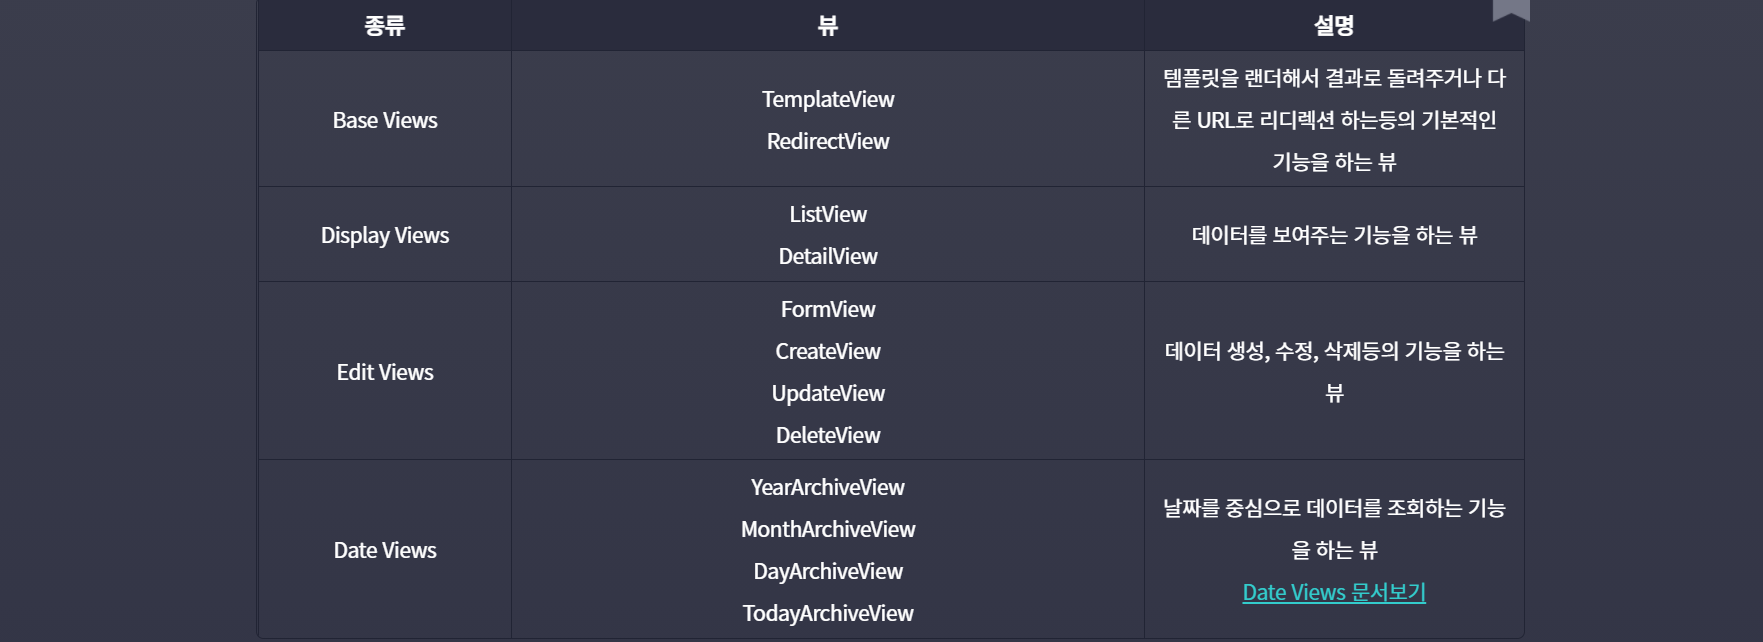 종류
뷰
설명
Base Views
TemplateView
RedirectView
템플릿을 랜더해서 결과로 돌려주거나 다
른 URL로 리디렉션 하는등의 기본적인
기능을 하는 뷰
Display Views
ListView
DetailView
데이터를 보여주는 기능을 하는 뷰
Edit Views
FormView
CreateView
UpdateView
DeleteView
데이터 생성, 수정, 삭제등의 기능을 하는
뷰
Date Views
YearArchiveView
MonthArchiveView
DayArchiveView
TodayArchiveView
날짜를 중심으로 데이터를 조회하는 기능
을 하는 뷰
Date Views 문서보기